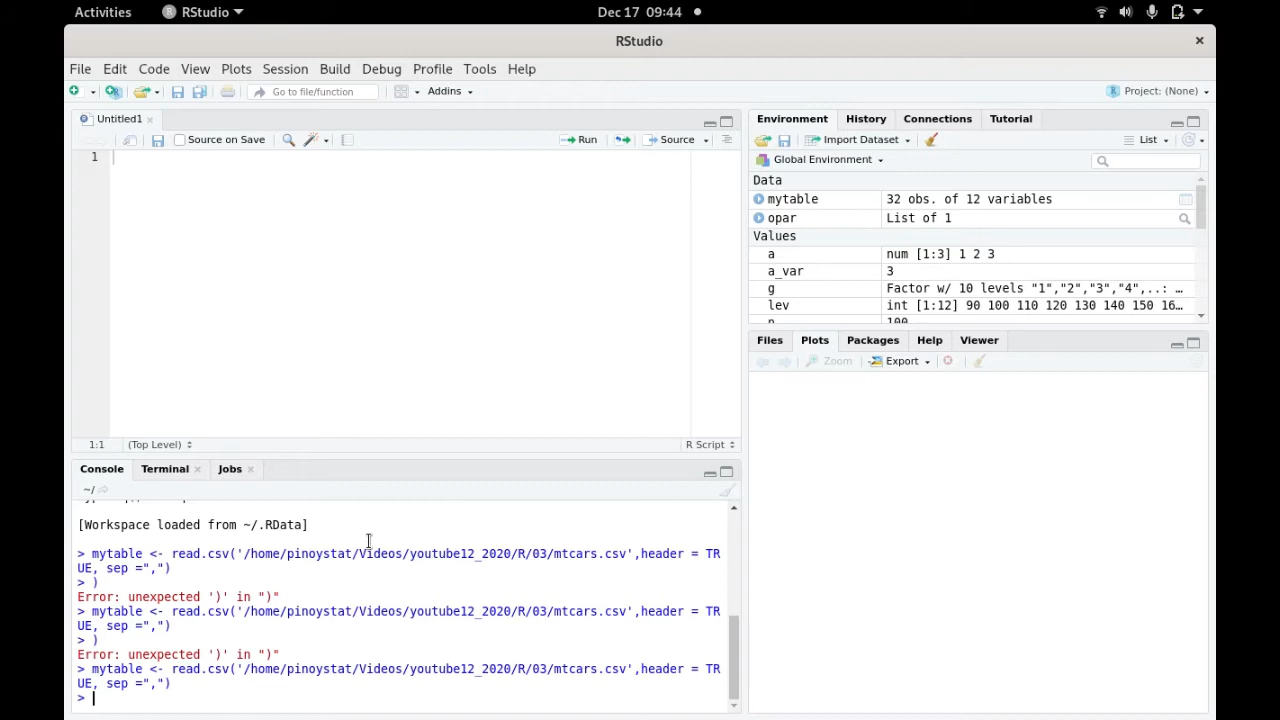 Activities RStudio Dec 17 09:44
RStudio
File Edit Code View Plots Session Build Debug Profile Tools Help
Go to file/function Addins Project: (None)
Untitled1
Source on Save Run Source
1
1:1 (Top Level) R Script
Console Terminal Jobs
~/
[Workspace loaded from ~/.RData]
> mytable <- read.csv('/home/pinoystat/Videos/youtube12_2020/R/03/mtcars.csv',header = TR
UE, sep =",")
> )
Error: unexpected ')' in ")"
> mytable <- read.csv('/home/pinoystat/Videos/youtube12_2020/R/03/mtcars.csv',header = TR
UE, sep =",")
> )
Error: unexpected ')' in ")"
> mytable <- read.csv('/home/pinoystat/Videos/youtube12_2020/R/03/mtcars.csv',header = TR
UE, sep =",")
>
Environment History Connections Tutorial
Import Dataset List
Global Environment
Data
mytable 32 obs. of 12 variables
opar List of 1
Values
a num [1:3] 1 2 3
a_var 3
g Factor w/ 10 levels "1","2","3","4",..: …
lev int [1:12] 90 100 110 120 130 140 150 16…
n 100
Files Plots Packages Help Viewer
Zoom Export